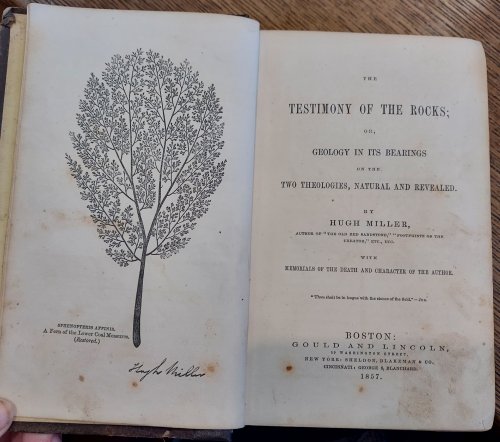 SPHENOPTERIS AFFINIS.
A Fern of the Lower Coal Measures.
(Restored.)
Hugh Miller
THE
TESTIMONY OF THE ROCKS;
OR,
GEOLOGY IN ITS BEARINGS
ON THE
TWO THEOLOGIES, NATURAL AND REVEALED.
BY
HUGH MILLER,
AUTHOR OF "THE OLD RED SANDSTONE," "FOOTPRINTS OF THE
CREATOR," ETC., ETC.
WITH
MEMORIALS OF THE DEATH AND CHARACTER OF THE AUTHOR.
"Thou shalt be in league with the stones of the field." — Job.
BOSTON:
GOULD AND LINCOLN,
59 WASHINGTON STREET.
NEW YORK: SHELDON, BLAKEMAN & CO.
CINCINNATI: GEORGE S. BLANCHARD.
1857.